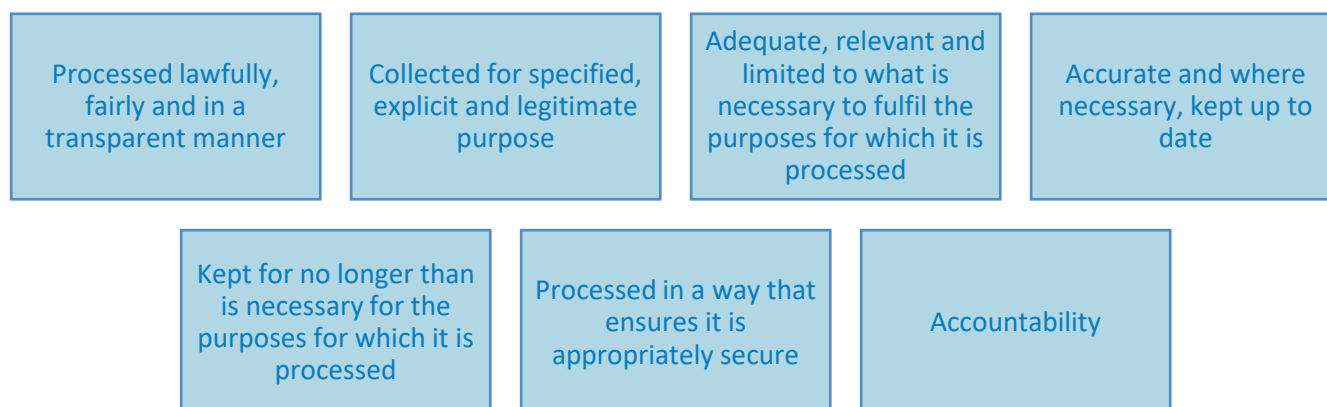 Processed lawfully,
fairly and in a
transparent manner
Collected for specified,
explicit and legitimate
purpose
Adequate, relevant and
limited to what is
necessary to fulfil the
purposes for which it is
processed
Accurate and where
necessary, kept up to
date
Kept for no longer than
is necessary for the
purposes for which it is
processed
Processed in a way that
ensures it is
appropriately secure
Accountability